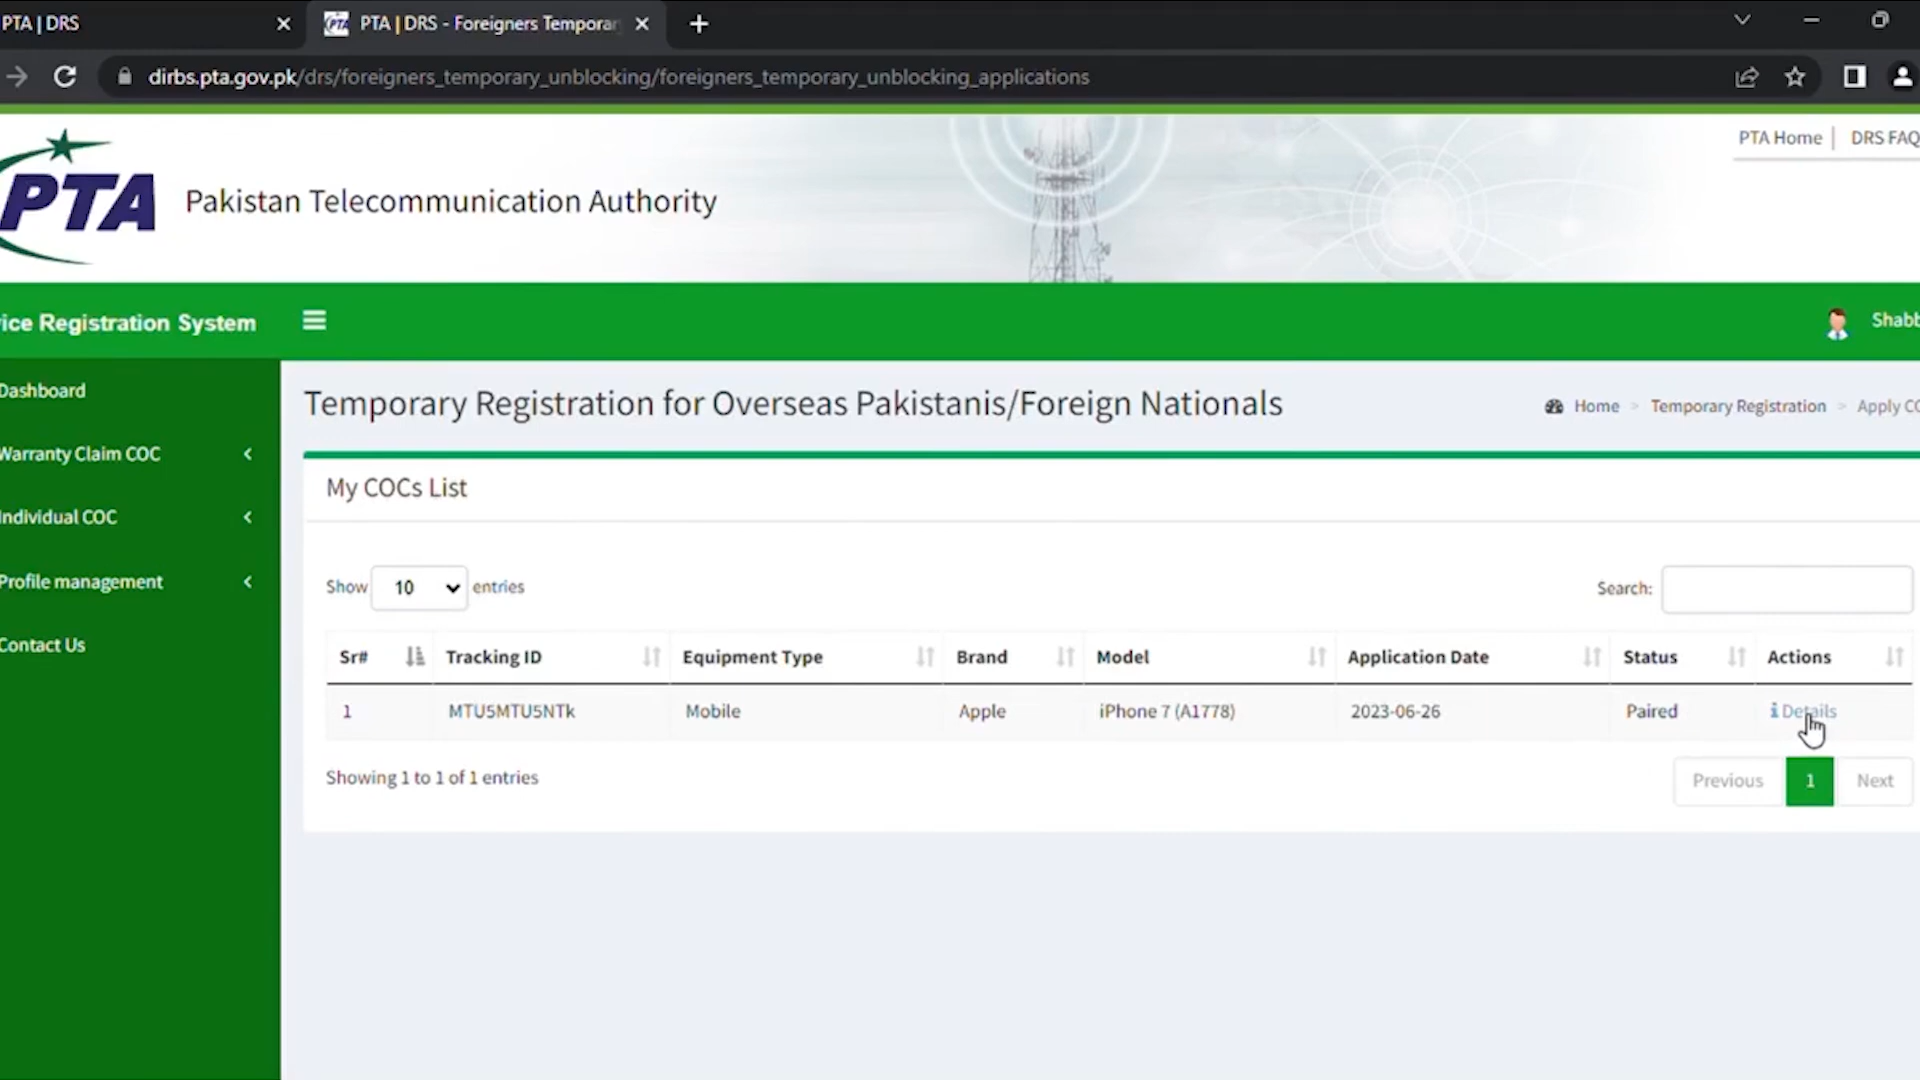 PTA | DRS
PTA | DRS - Foreigners Temporar
dirbs.pta.gov.pk/drs/foreigners_temporary_unblocking/foreigners_temporary_unblocking_applications
PTA Home | DRS FAQ
PTA
Pakistan Telecommunication Authority
ice Registration System
Shabb
Dashboard
Warranty Claim COC
Individual COC
Profile management
Contact Us
Temporary Registration for Overseas Pakistanis/Foreign Nationals
Home > Temporary Registration > Apply CO
My COCs List
Show 10 entries
Search:
Sr# Tracking ID Equipment Type Brand Model Application Date Status Actions
1 MTU5MTU5NTk Mobile Apple iPhone 7 (A1778) 2023-06-26 Paired Details
Showing 1 to 1 of 1 entries
Previous 1 Next